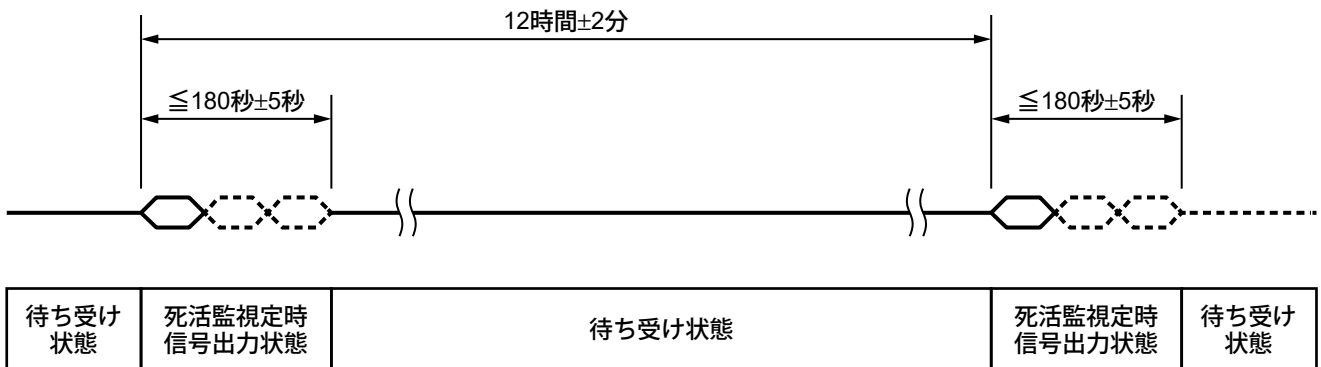 12時間±2分
≦180秒±5秒
≦180秒±5秒
待ち受け
状態
死活監視定時
信号出力状態
待ち受け状態
死活監視定時
信号出力状態
待ち受け
状態